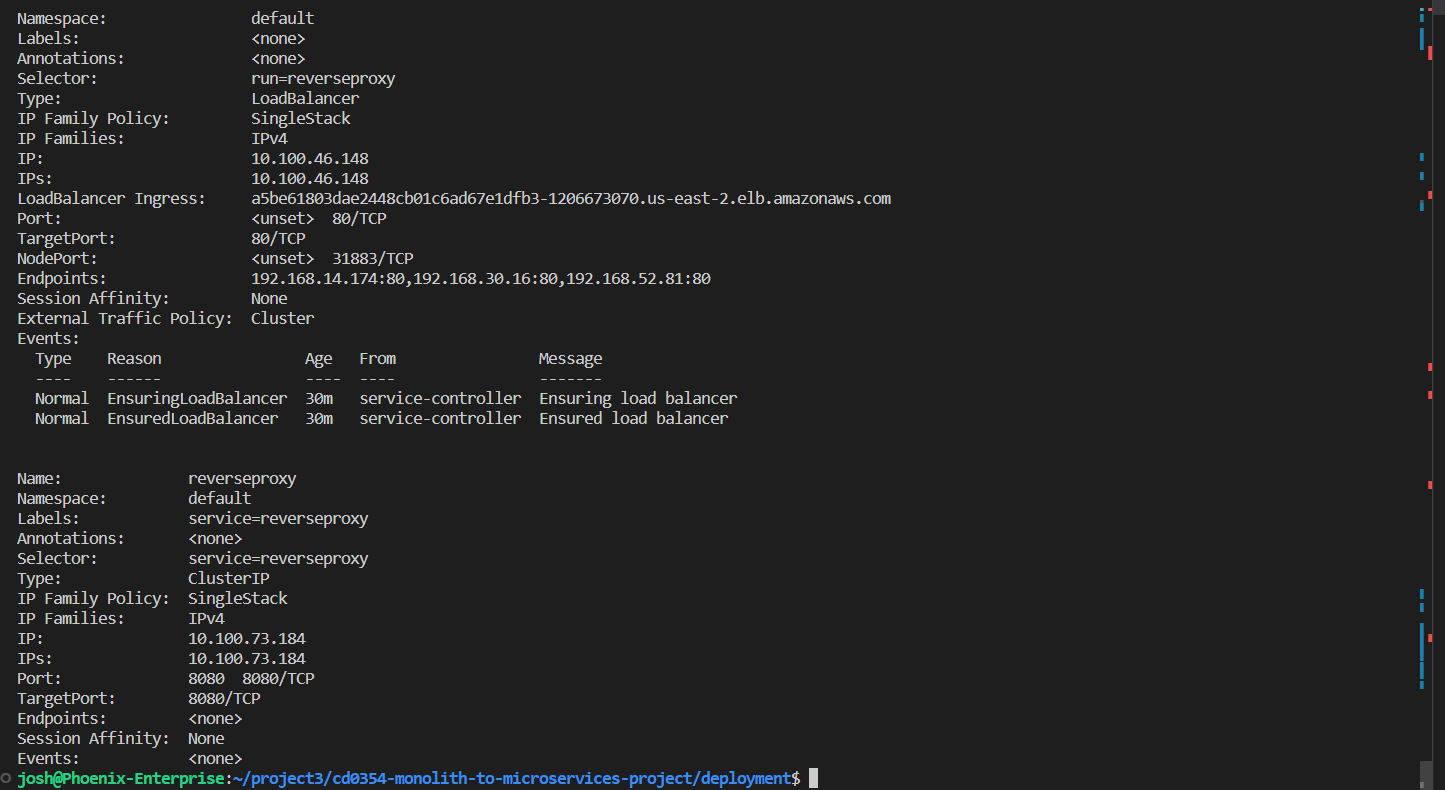 Namespace:                default
Labels:                   <none>
Annotations:              <none>
Selector:                 run=reverseproxy
Type:                     LoadBalancer
IP Family Policy:         SingleStack
IP Families:              IPv4
IP:                       10.100.46.148
IPs:                      10.100.46.148
LoadBalancer Ingress:     a5be61803dae2448cb01c6ad67e1dfb3-1206673070.us-east-2.elb.amazonaws.com
Port:                     <unset>  80/TCP
TargetPort:               80/TCP
NodePort:                 <unset>  31883/TCP
Endpoints:                192.168.14.174:80,192.168.30.16:80,192.168.52.81:80
Session Affinity:         None
External Traffic Policy:  Cluster
Events:
  Type    Reason                Age   From                Message
  ----    ------                ----  ----                -------
  Normal  EnsuringLoadBalancer  30m   service-controller  Ensuring load balancer
  Normal  EnsuredLoadBalancer   30m   service-controller  Ensured load balancer
Name:              reverseproxy
Namespace:         default
Labels:            service=reverseproxy
Annotations:       <none>
Selector:          service=reverseproxy
Type:              ClusterIP
IP Family Policy:  SingleStack
IP Families:       IPv4
IP:                10.100.73.184
IPs:               10.100.73.184
Port:              8080  8080/TCP
TargetPort:        8080/TCP
Endpoints:         <none>
Session Affinity:  None
Events:            <none>
josh@Phoenix-Enterprise:~/project3/cd0354-monolith-to-microservices-project/deployment$